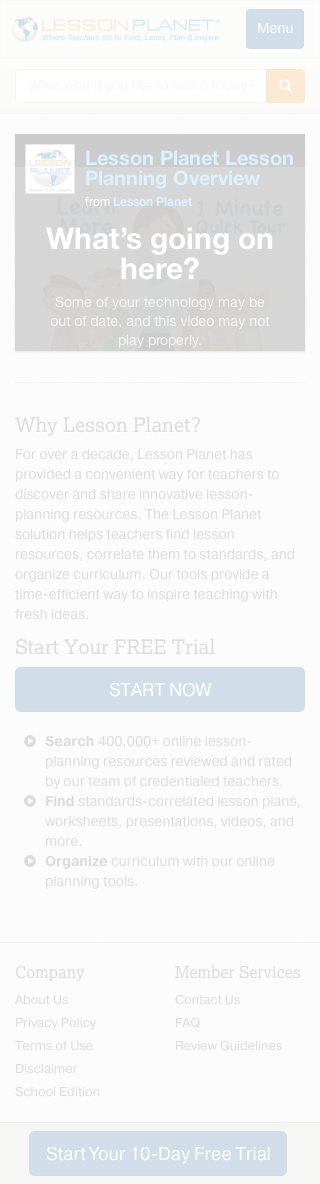 LESSON PLANET®
Where Teachers Go to Find, Learn, Plan & Inspire
Menu
What would you like to teach today?
LESSON
PLANET.
Lesson Planet Lesson
Planning Overview
from Lesson Planet
Learn
More
1 Minute
Quick Tour
What's going on
here?
Some of your technology may be
out of date, and this video may not
play properly.
Why Lesson Planet?
For over a decade, Lesson Planet has
provided a convenient way for teachers to
discover and share innovative lesson-
planning resources. The Lesson Planet
solution helps teachers find lesson
resources, correlate them to standards, and
organize curriculum. Our tools provide a
time-efficient way to inspire teaching with
fresh ideas.
Start Your FREE Trial
START NOW
Search 400,000+ online lesson-
planning resources reviewed and rated
by our team of credentialed teachers.
Find standards-correlated lesson plans,
worksheets, presentations, videos, and
more.
Organize curriculum with our online
planning tools.
Company
About Us
Privacy Policy
Terms of Use
Disclaimer
School Edition
Member Services
Contact Us
FAQ
Review Guidelines
Start Your 10-Day Free Trial